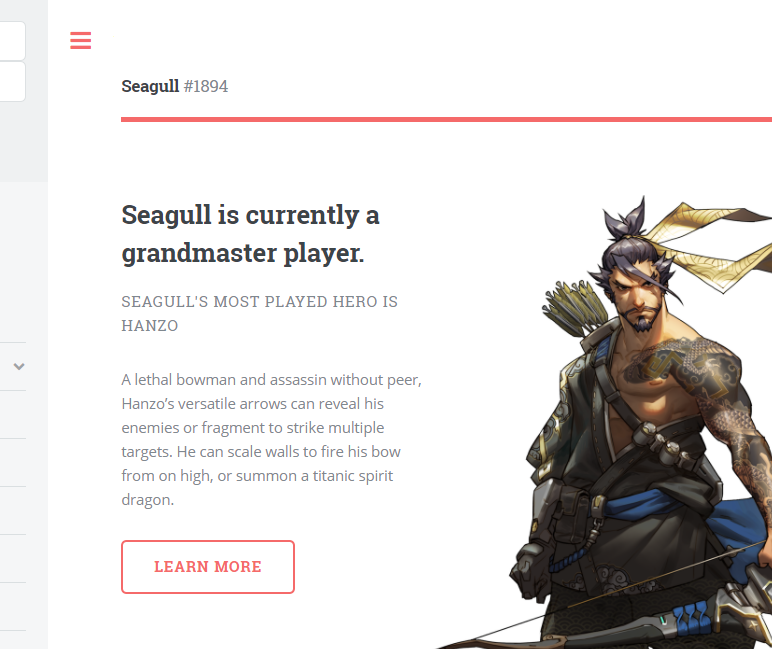 Seagull #1894
Seagull is currently a
grandmaster player.
SEAGULL'S MOST PLAYED HERO IS
HANZO
A lethal bowman and assassin without peer,
Hanzo’s versatile arrows can reveal his
enemies or fragment to strike multiple
targets. He can scale walls to fire his bow
from on high, or summon a titanic spirit
dragon.
LEARN MORE